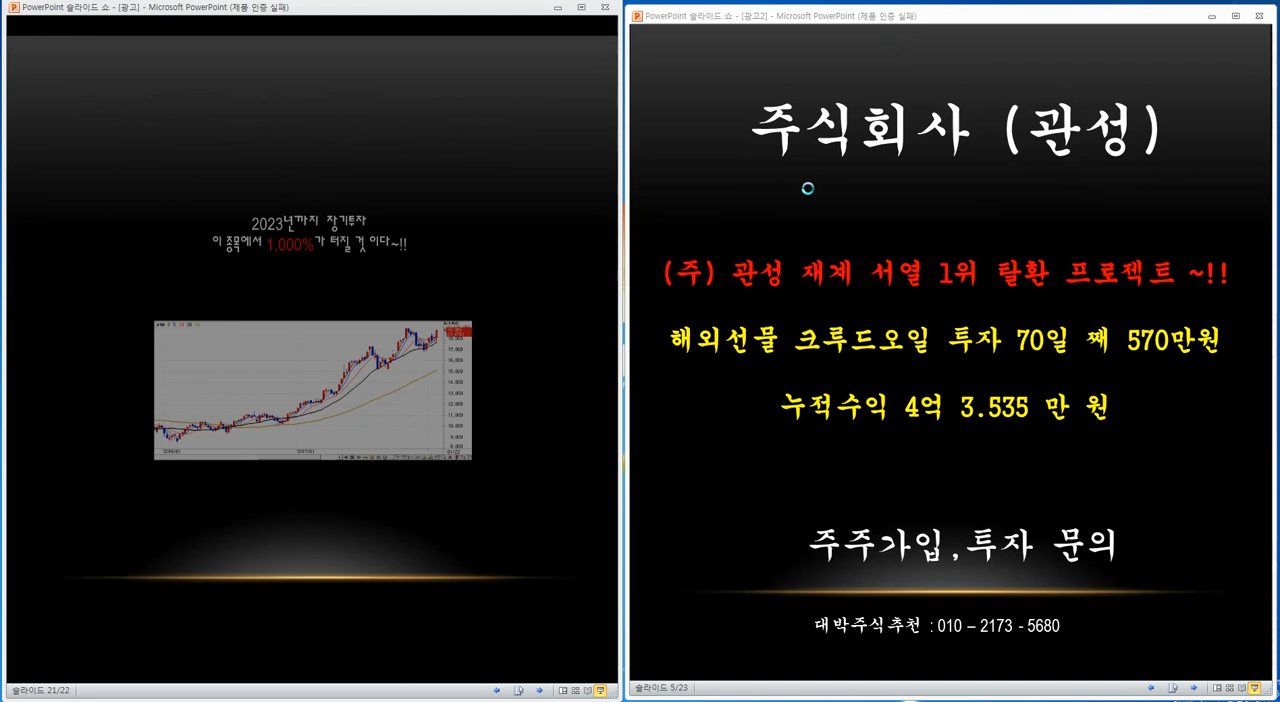 PowerPoint 슬라이드 쇼 - [광고] - Microsoft PowerPoint (제품 인증 실패)
2023년까지 장기투자
이 종목에서 1,000%가 터질 것 이다~!!
슬라이드 21/22
PowerPoint 슬라이드 쇼 - [광고2] - Microsoft PowerPoint (제품 인증 실패)
주식회사 (관성)
(주) 관성 재계 서열 1위 탈환 프로젝트 ~!!
해외선물 크루드오일 투자 70일 째 570만원
누적수익 4억 3.535 만 원
주주가입,투자 문의
대박주식추천 : 010 – 2173 - 5680
슬라이드 5/23